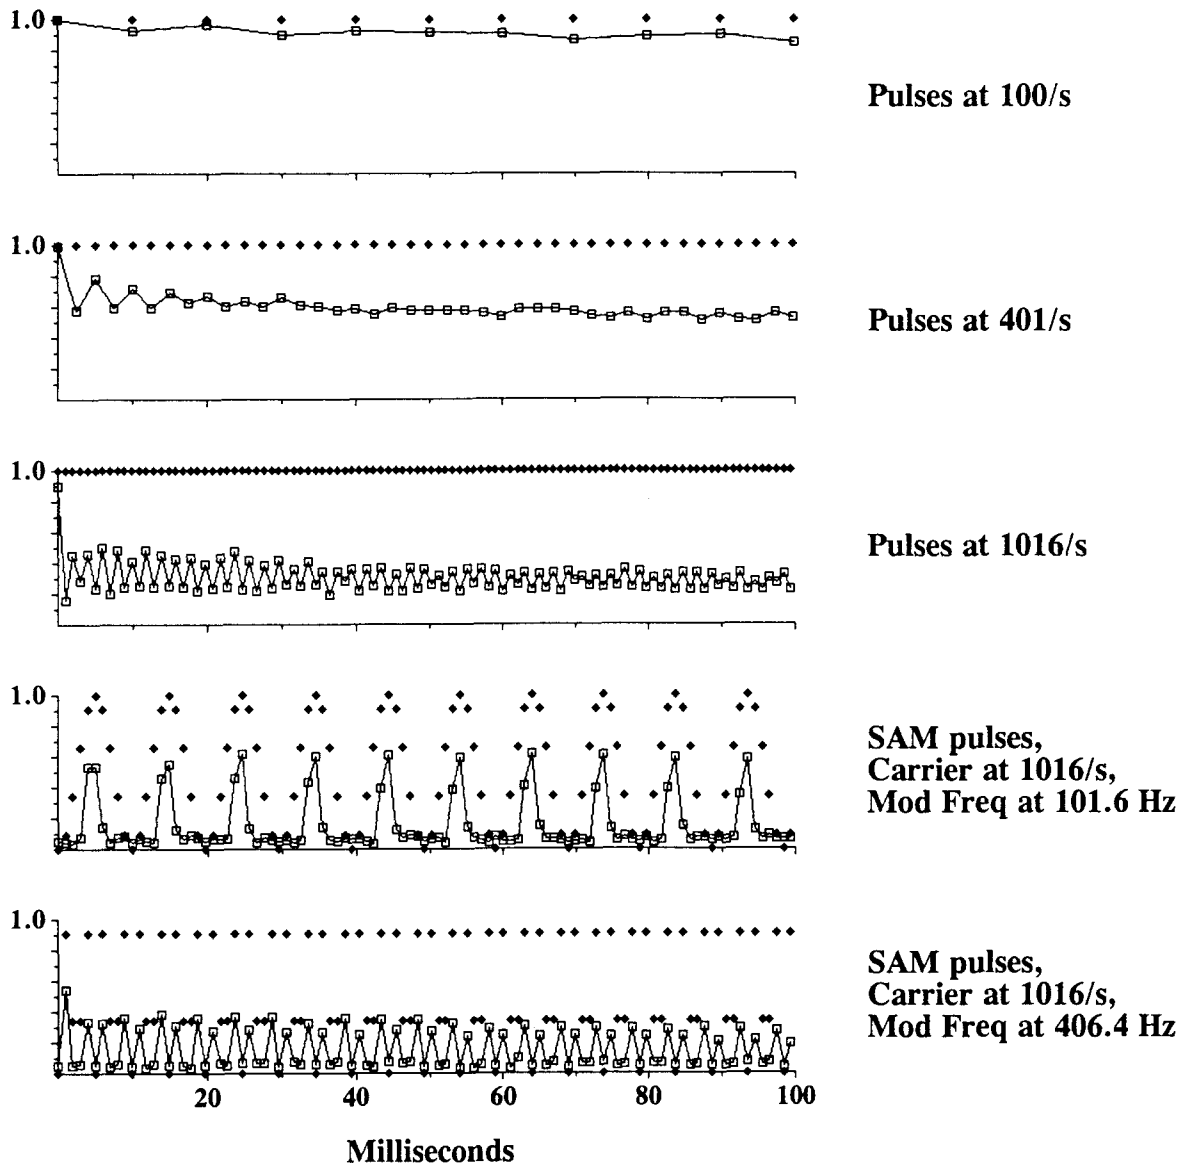 1.0
Pulses at 100/s
1.0
Pulses at 401/s
1.0
Pulses at 1016/s
1.0
SAM pulses,
Carrier at 1016/s,
Mod Freq at 101.6 Hz
1.0
SAM pulses,
Carrier at 1016/s,
Mod Freq at 406.4 Hz
20 40 60 80 100
Milliseconds